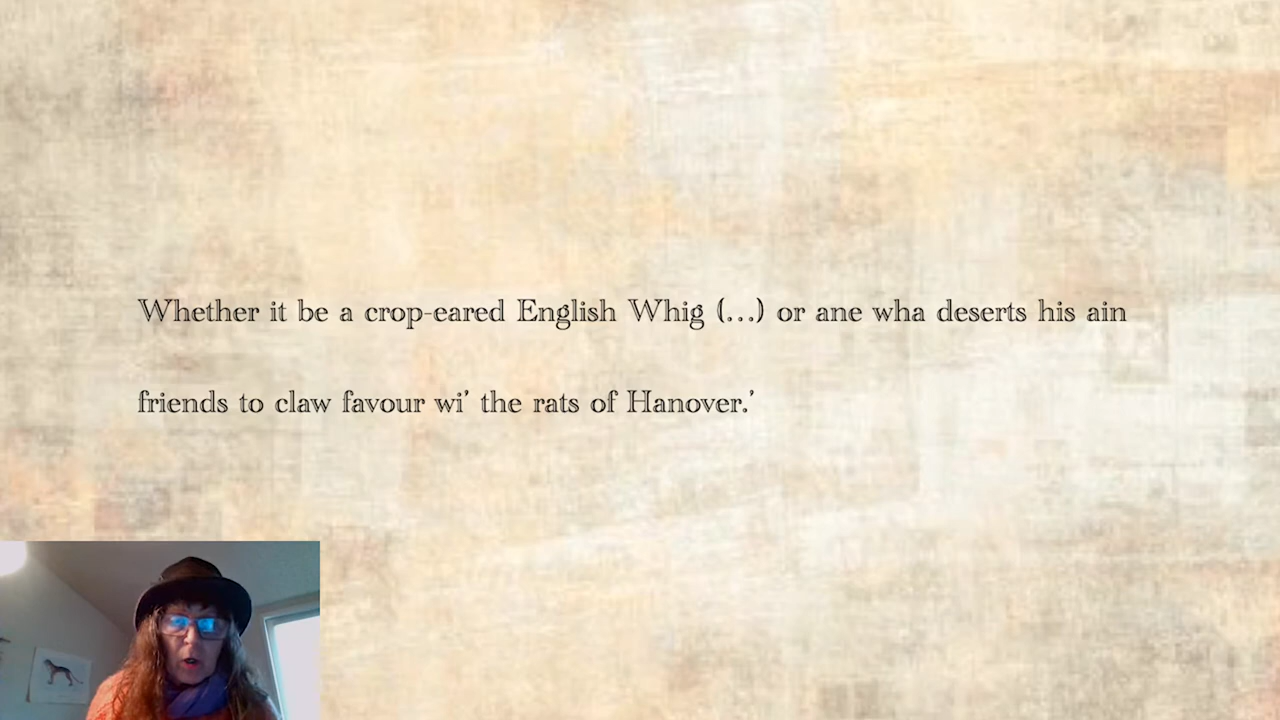 Whether it be a crop-eared English Whig (...) or ane wha deserts his ain
friends to claw favour wi’ the rats of Hanover.’